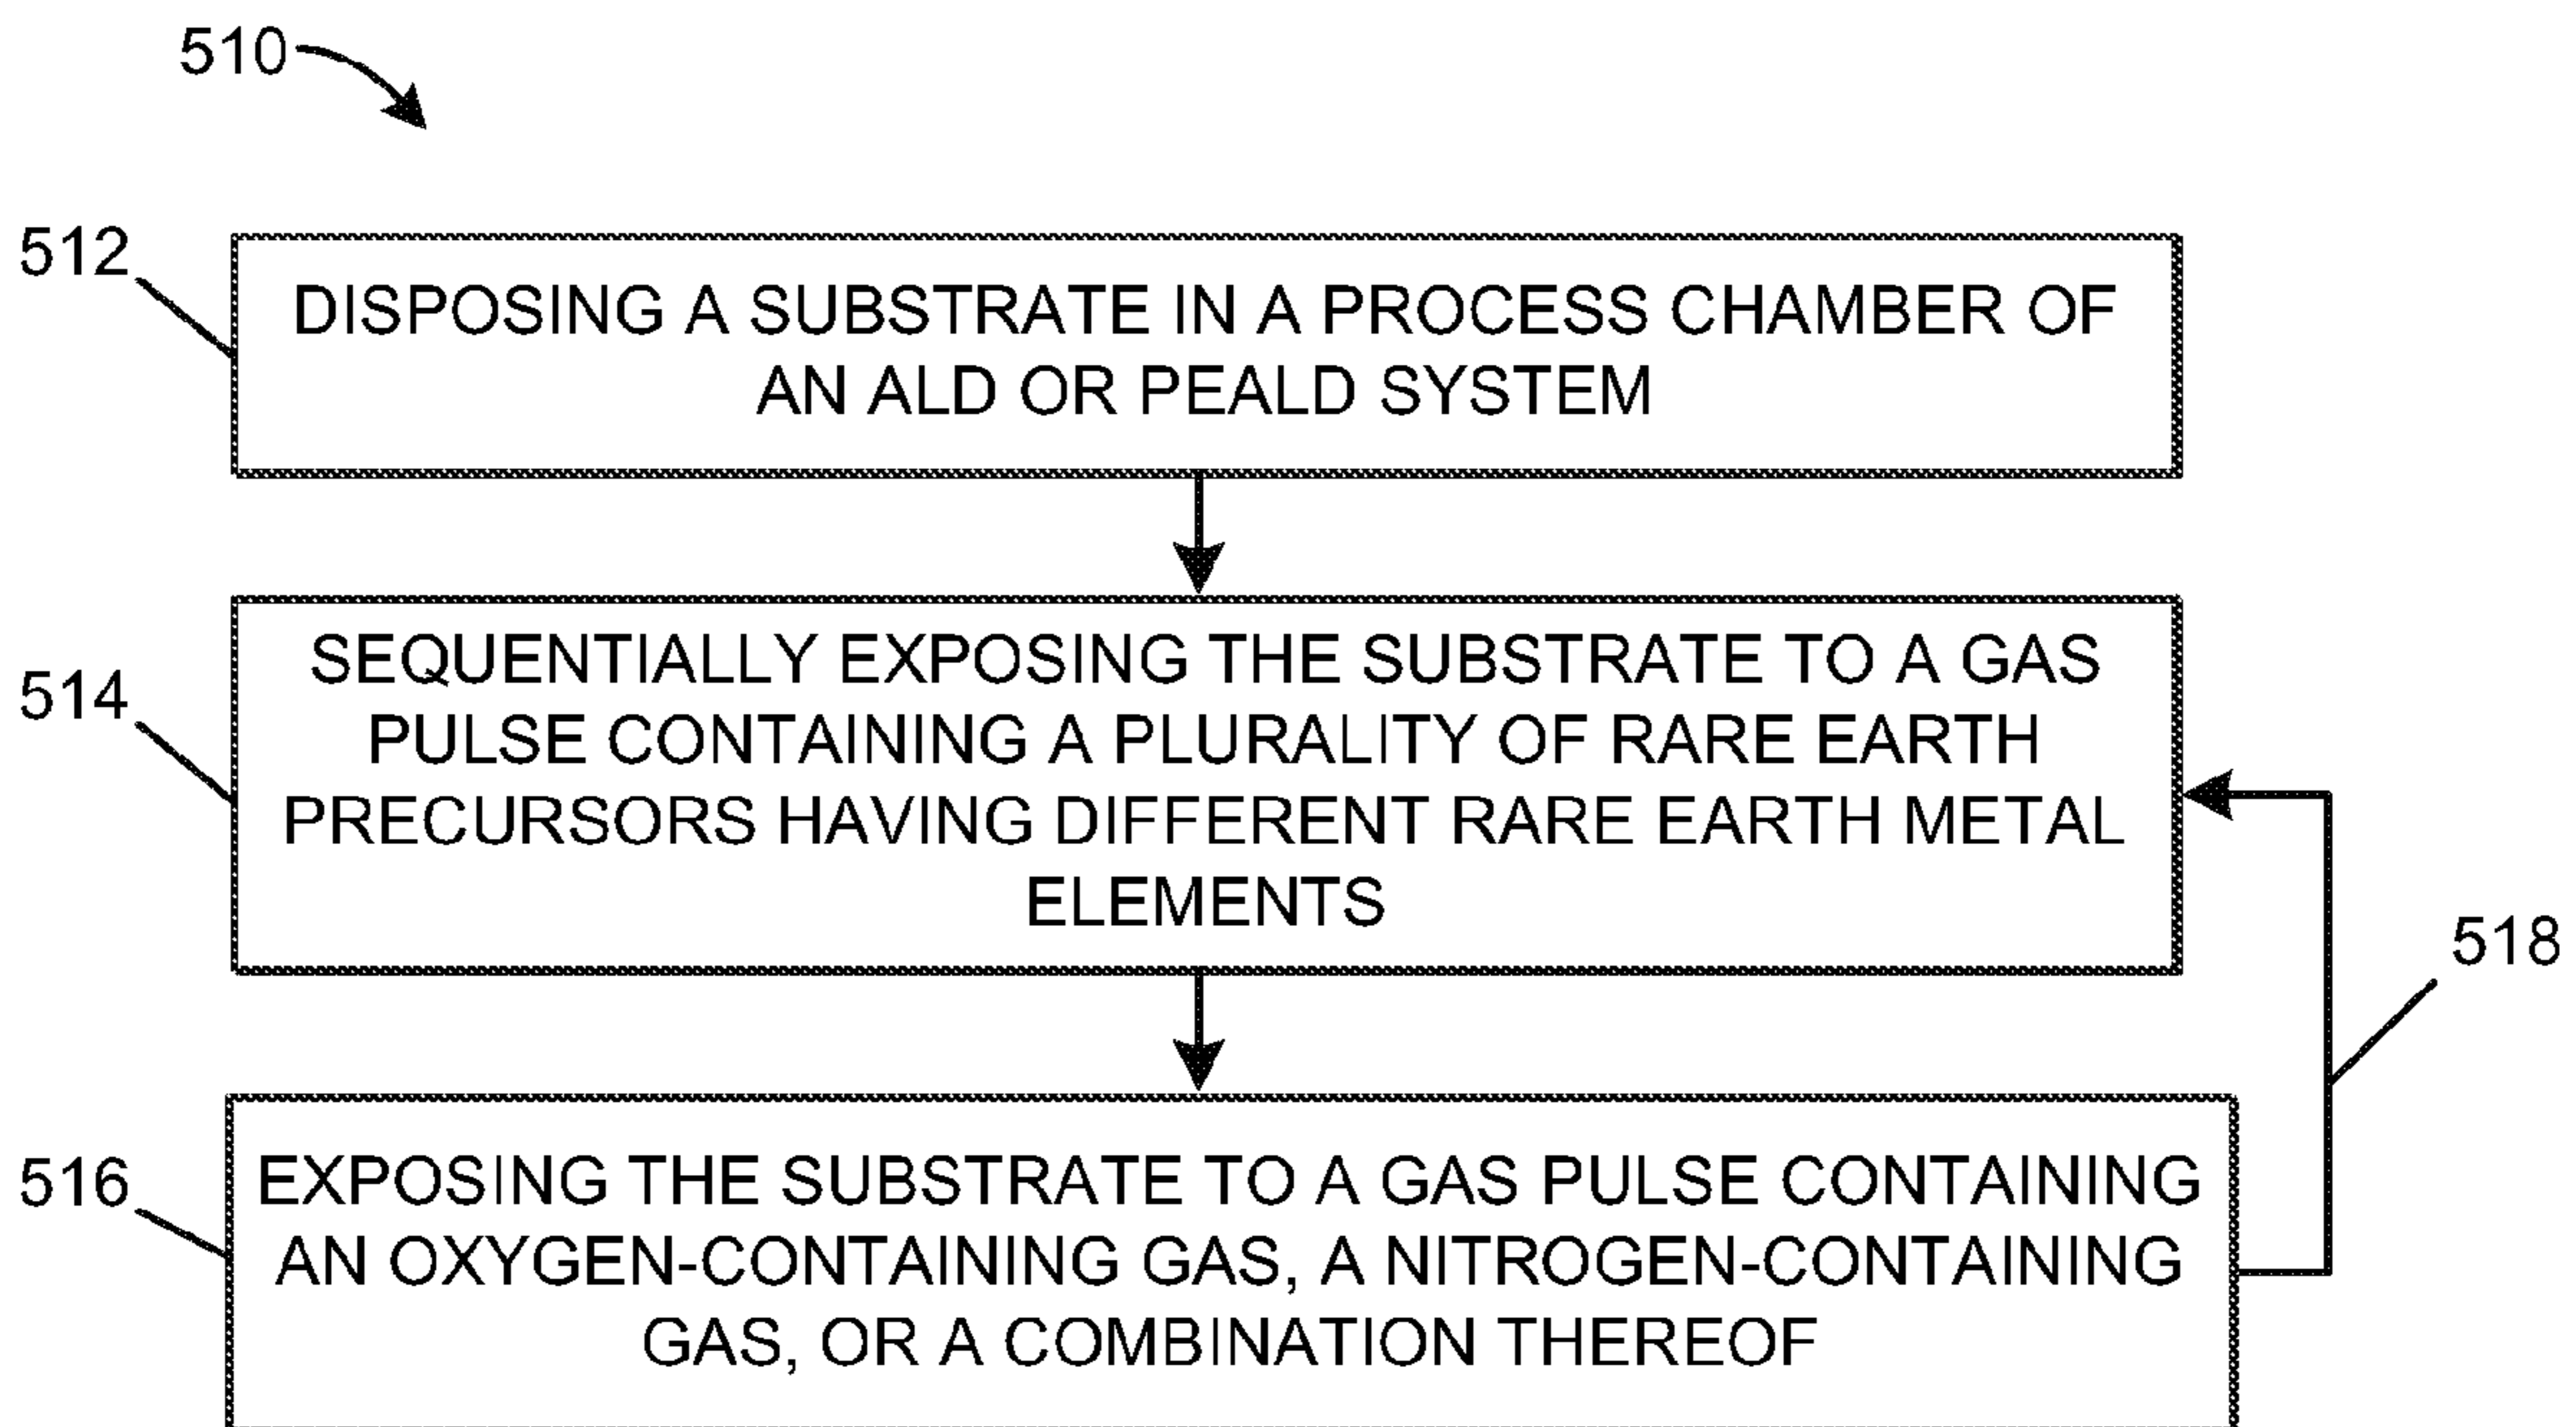 510
512
DISPOSING A SUBSTRATE IN A PROCESS CHAMBER OF
AN ALD OR PEALD SYSTEM
514
SEQUENTIALLY EXPOSING THE SUBSTRATE TO A GAS
PULSE CONTAINING A PLURALITY OF RARE EARTH
PRECURSORS HAVING DIFFERENT RARE EARTH METAL
ELEMENTS
518
516
EXPOSING THE SUBSTRATE TO A GAS PULSE CONTAINING
AN OXYGEN-CONTAINING GAS, A NITROGEN-CONTAINING
GAS, OR A COMBINATION THEREOF